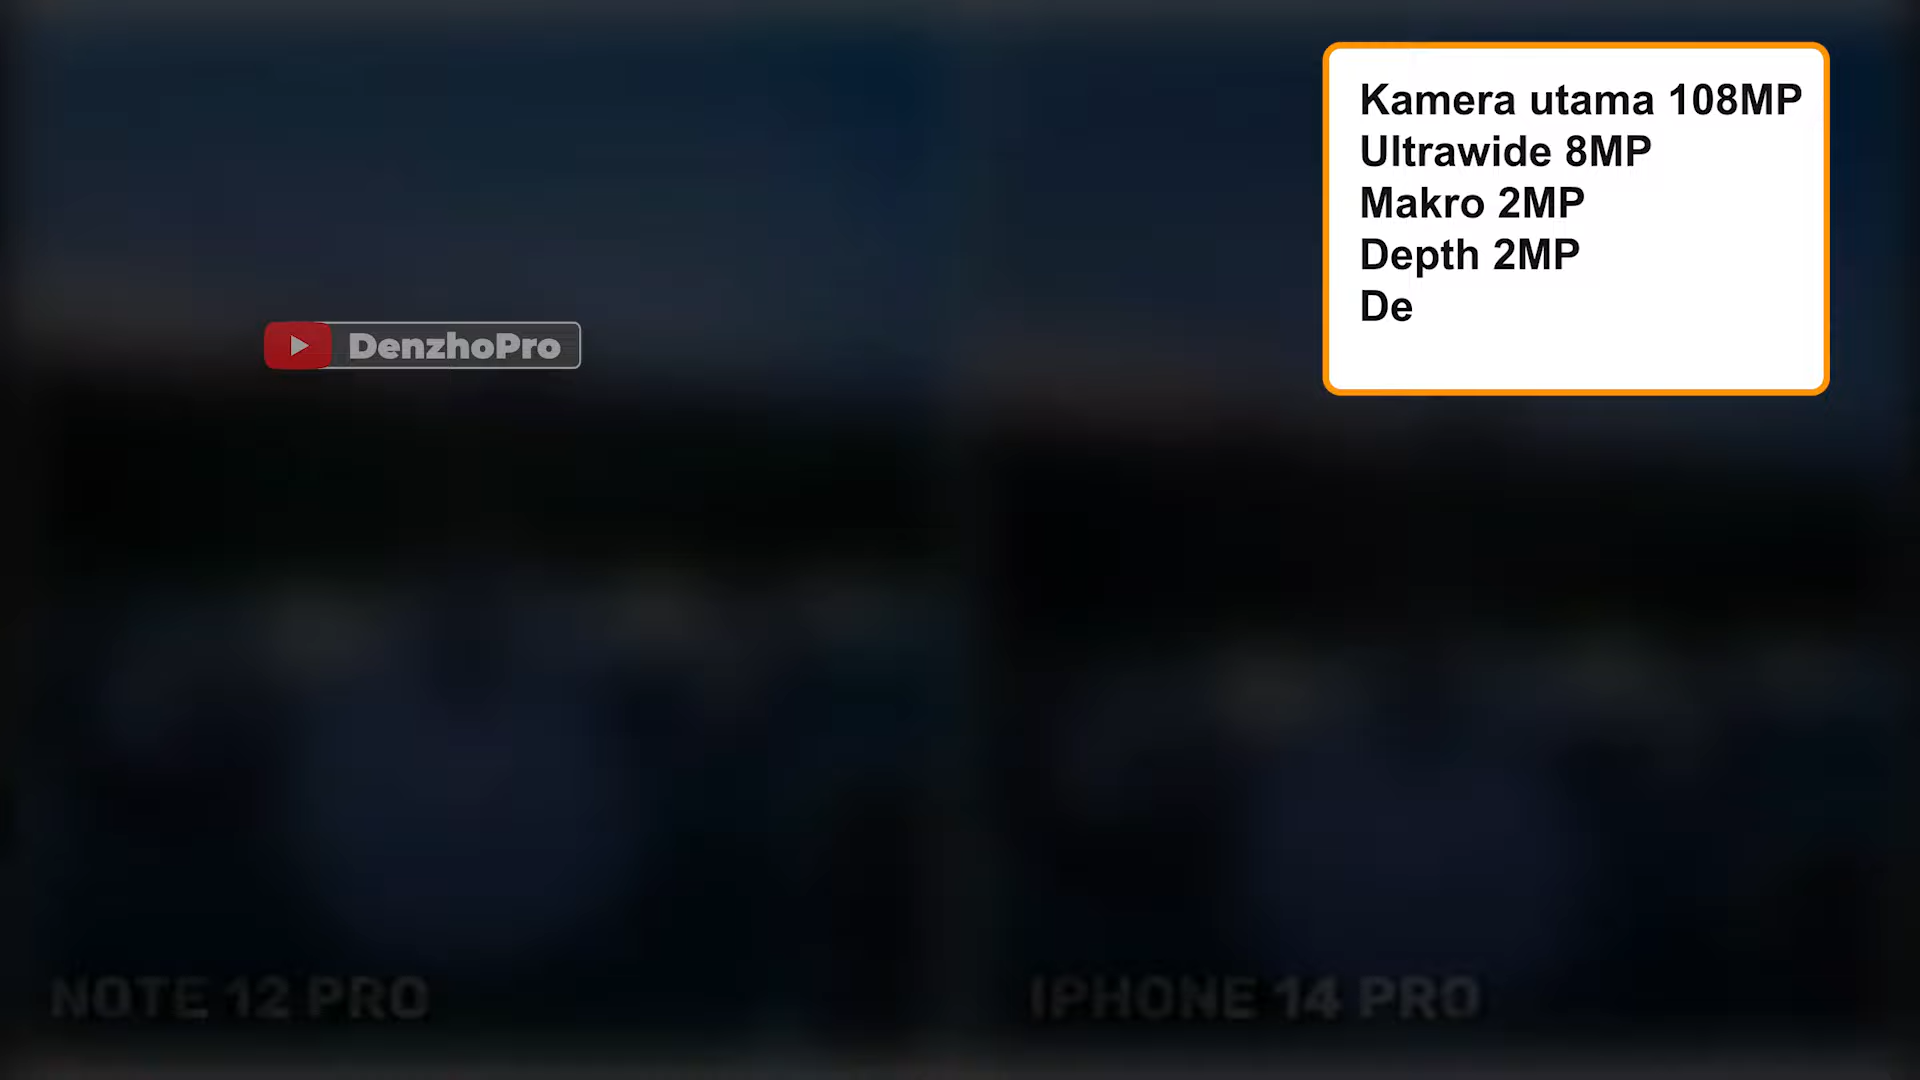 Kamera utama 108MP
Ultrawide 8MP
Makro 2MP
Depth 2MP
De
DenzhoPro
NOTE 12 PRO
IPHONE 14 PRO